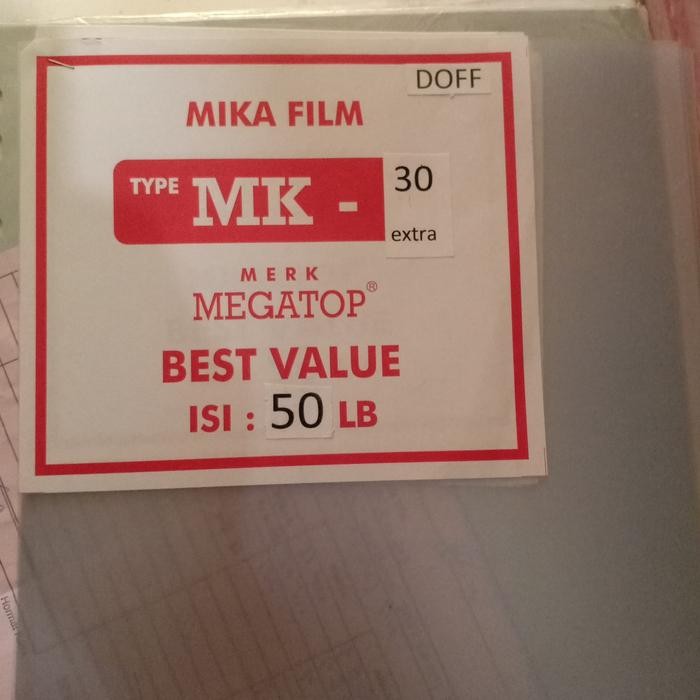 DOFF
MIKA FILM
TYPE MK - 30
extra
MERK
MEGATOP®
BEST VALUE
ISI : 50 LB